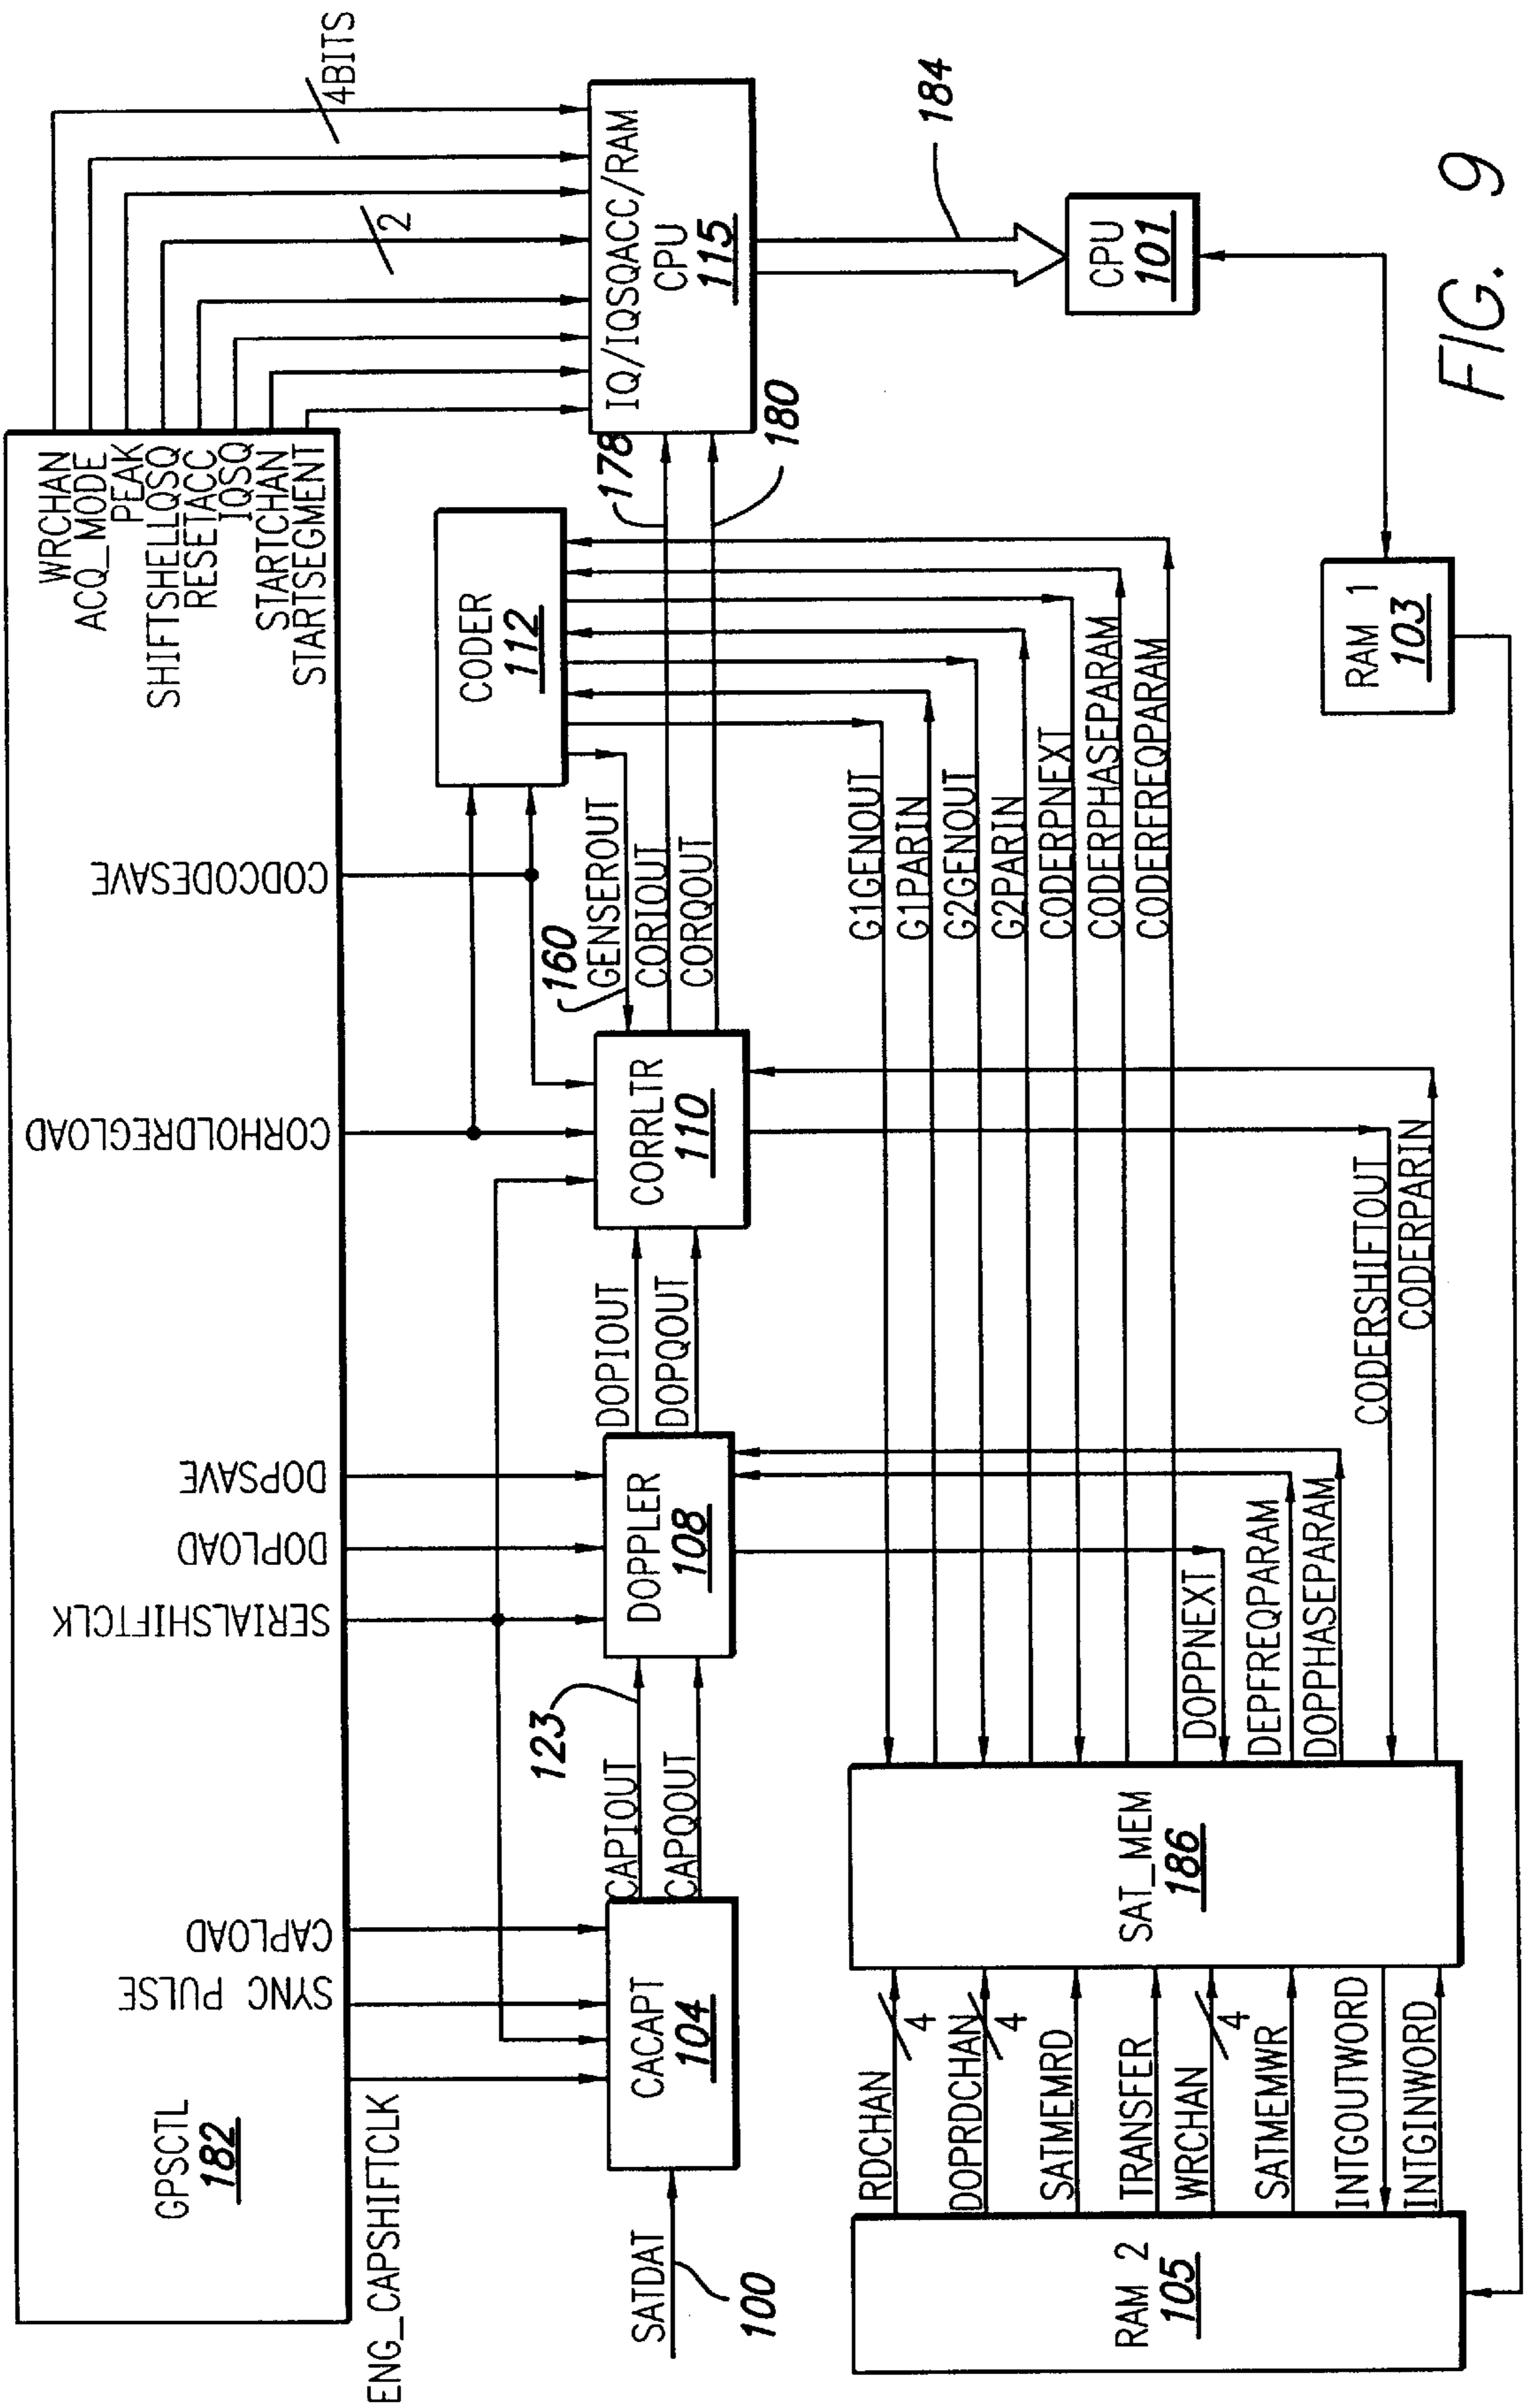 GPSCTL
182
ENG_CAPSHIFTCLK
SYNC PULSE
CAPLOAD
SERIALSHIFTCLK
DOPLOAD
DOPSAVE
CORHOLDREGLOAD
CODCODESAVE
WRCHAN
ACQ_MODE
PEAK
SHIFTSHELLQSQ
RESETACC
IQSQ
STARTCHAN
STARTSEGMENT
4BITS
2
SATDAT
100
CACAPT
104
CAPIOUT
CAPQOUT
123
DOPPLER
108
DOPIOUT
DOPQOUT
CORRLTR
110
160
GENSEROUT
CORIOUT
CORQOUT
CODER
112
178
180
IQ/IQSQACC/RAM
CPU
115
184
CPU
101
RAM 1
103
G1GENOUT
G1PARIN
G2GENOUT
G2PARIN
CODERPNEXT
CODERPHASEPARAM
CODERFREQPARAM
DOPPNEXT
DEPFREQPARAM
DOPPHASEPARAM
CODERSHIFTOUT
CODERPARIN
SAT_MEM
186
RDCHAN
4
DOPRDCHAN
4
SATMEMRD
TRANSFER
WRCHAN
4
SATMEMWR
INTGOUTWORD
INTGINWORD
RAM 2
105
FIG. 9